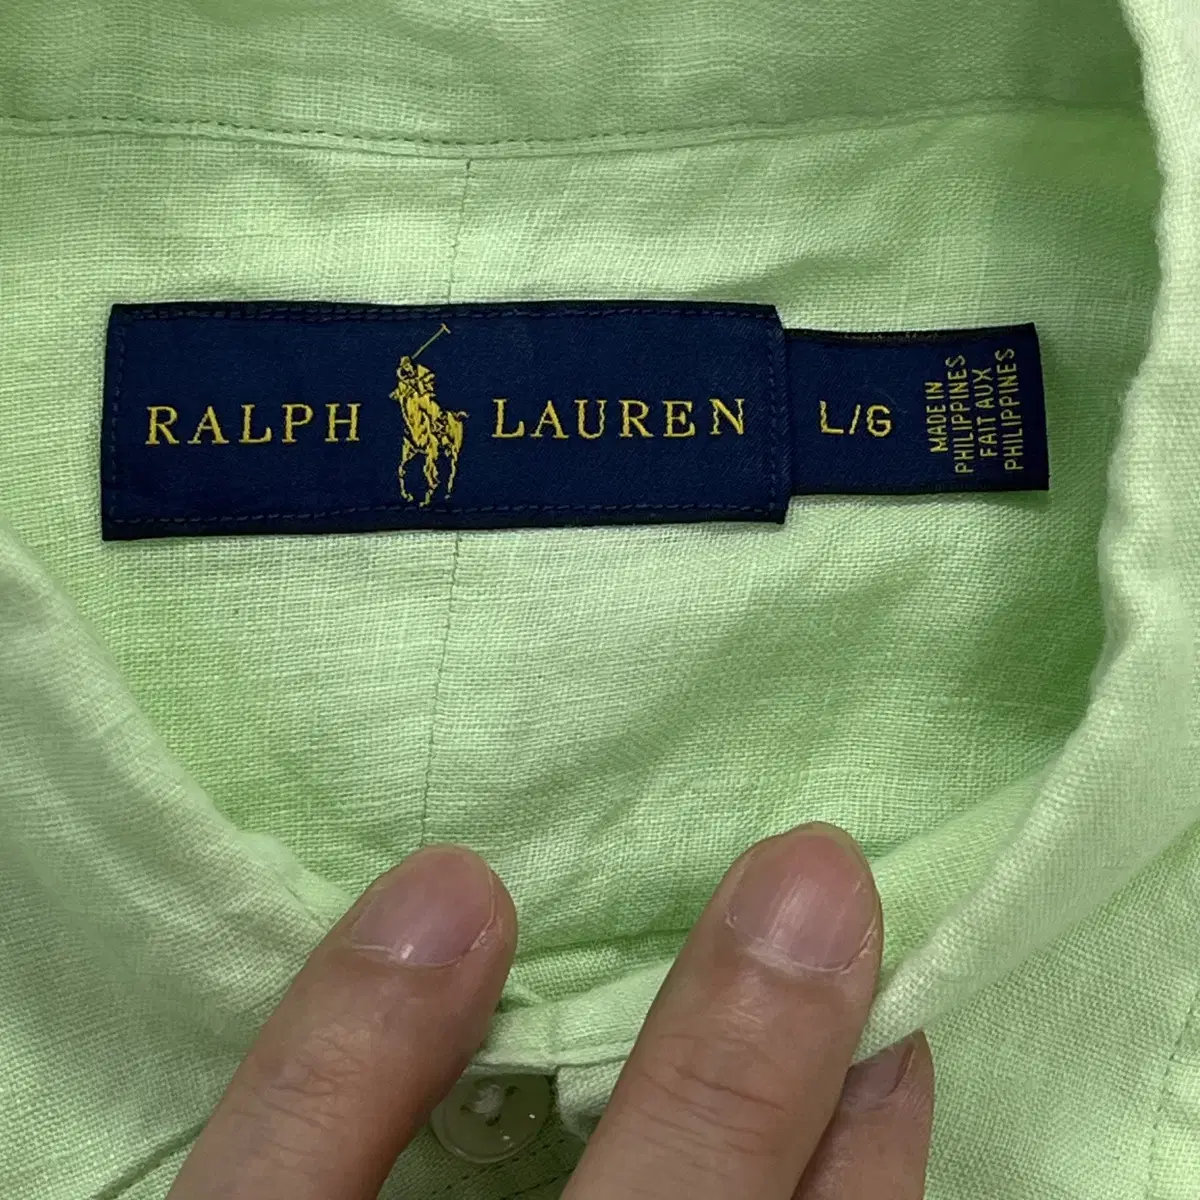 RALPH LAUREN
L/G
MADE IN
PHILIPPINES
FAIT AUX
PHILIPPINES